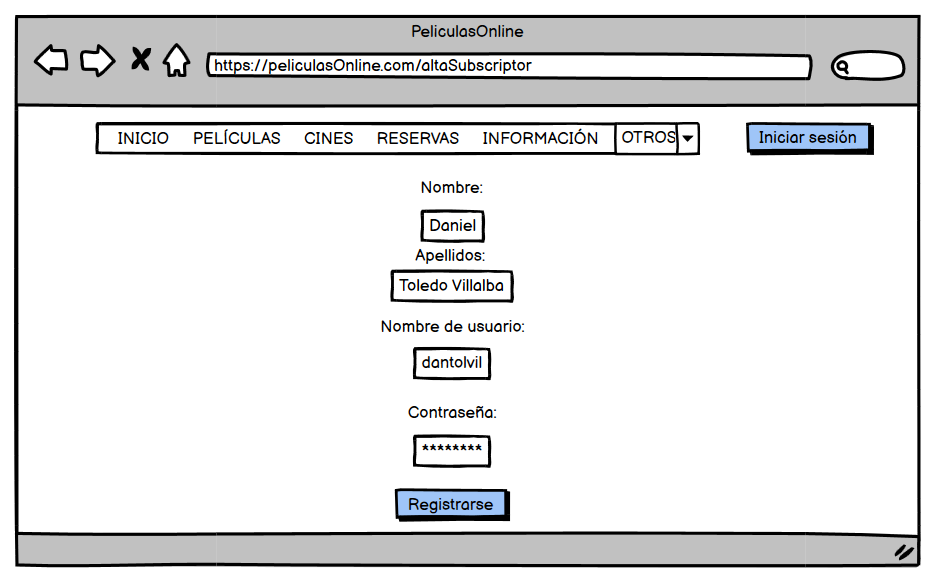 PeliculasOnline
https://peliculasOnline.com/altaSubscriptor
INICIO PELÍCULAS CINES RESERVAS INFORMACIÓN OTROS Iniciar sesión
Nombre:
Daniel
Apellidos:
Toledo Villalba
Nombre de usuario:
dantolvil
Contraseña:
********
Registrarse